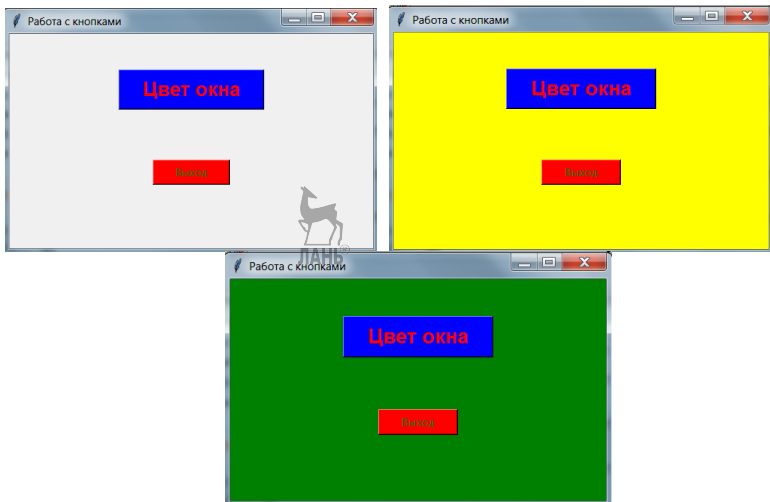 Работа с кнопками
Цвет окна
Выход
Работа с кнопками
Цвет окна
Выход
ЛАНЬ®
Работа с кнопками
Цвет окна
Выход